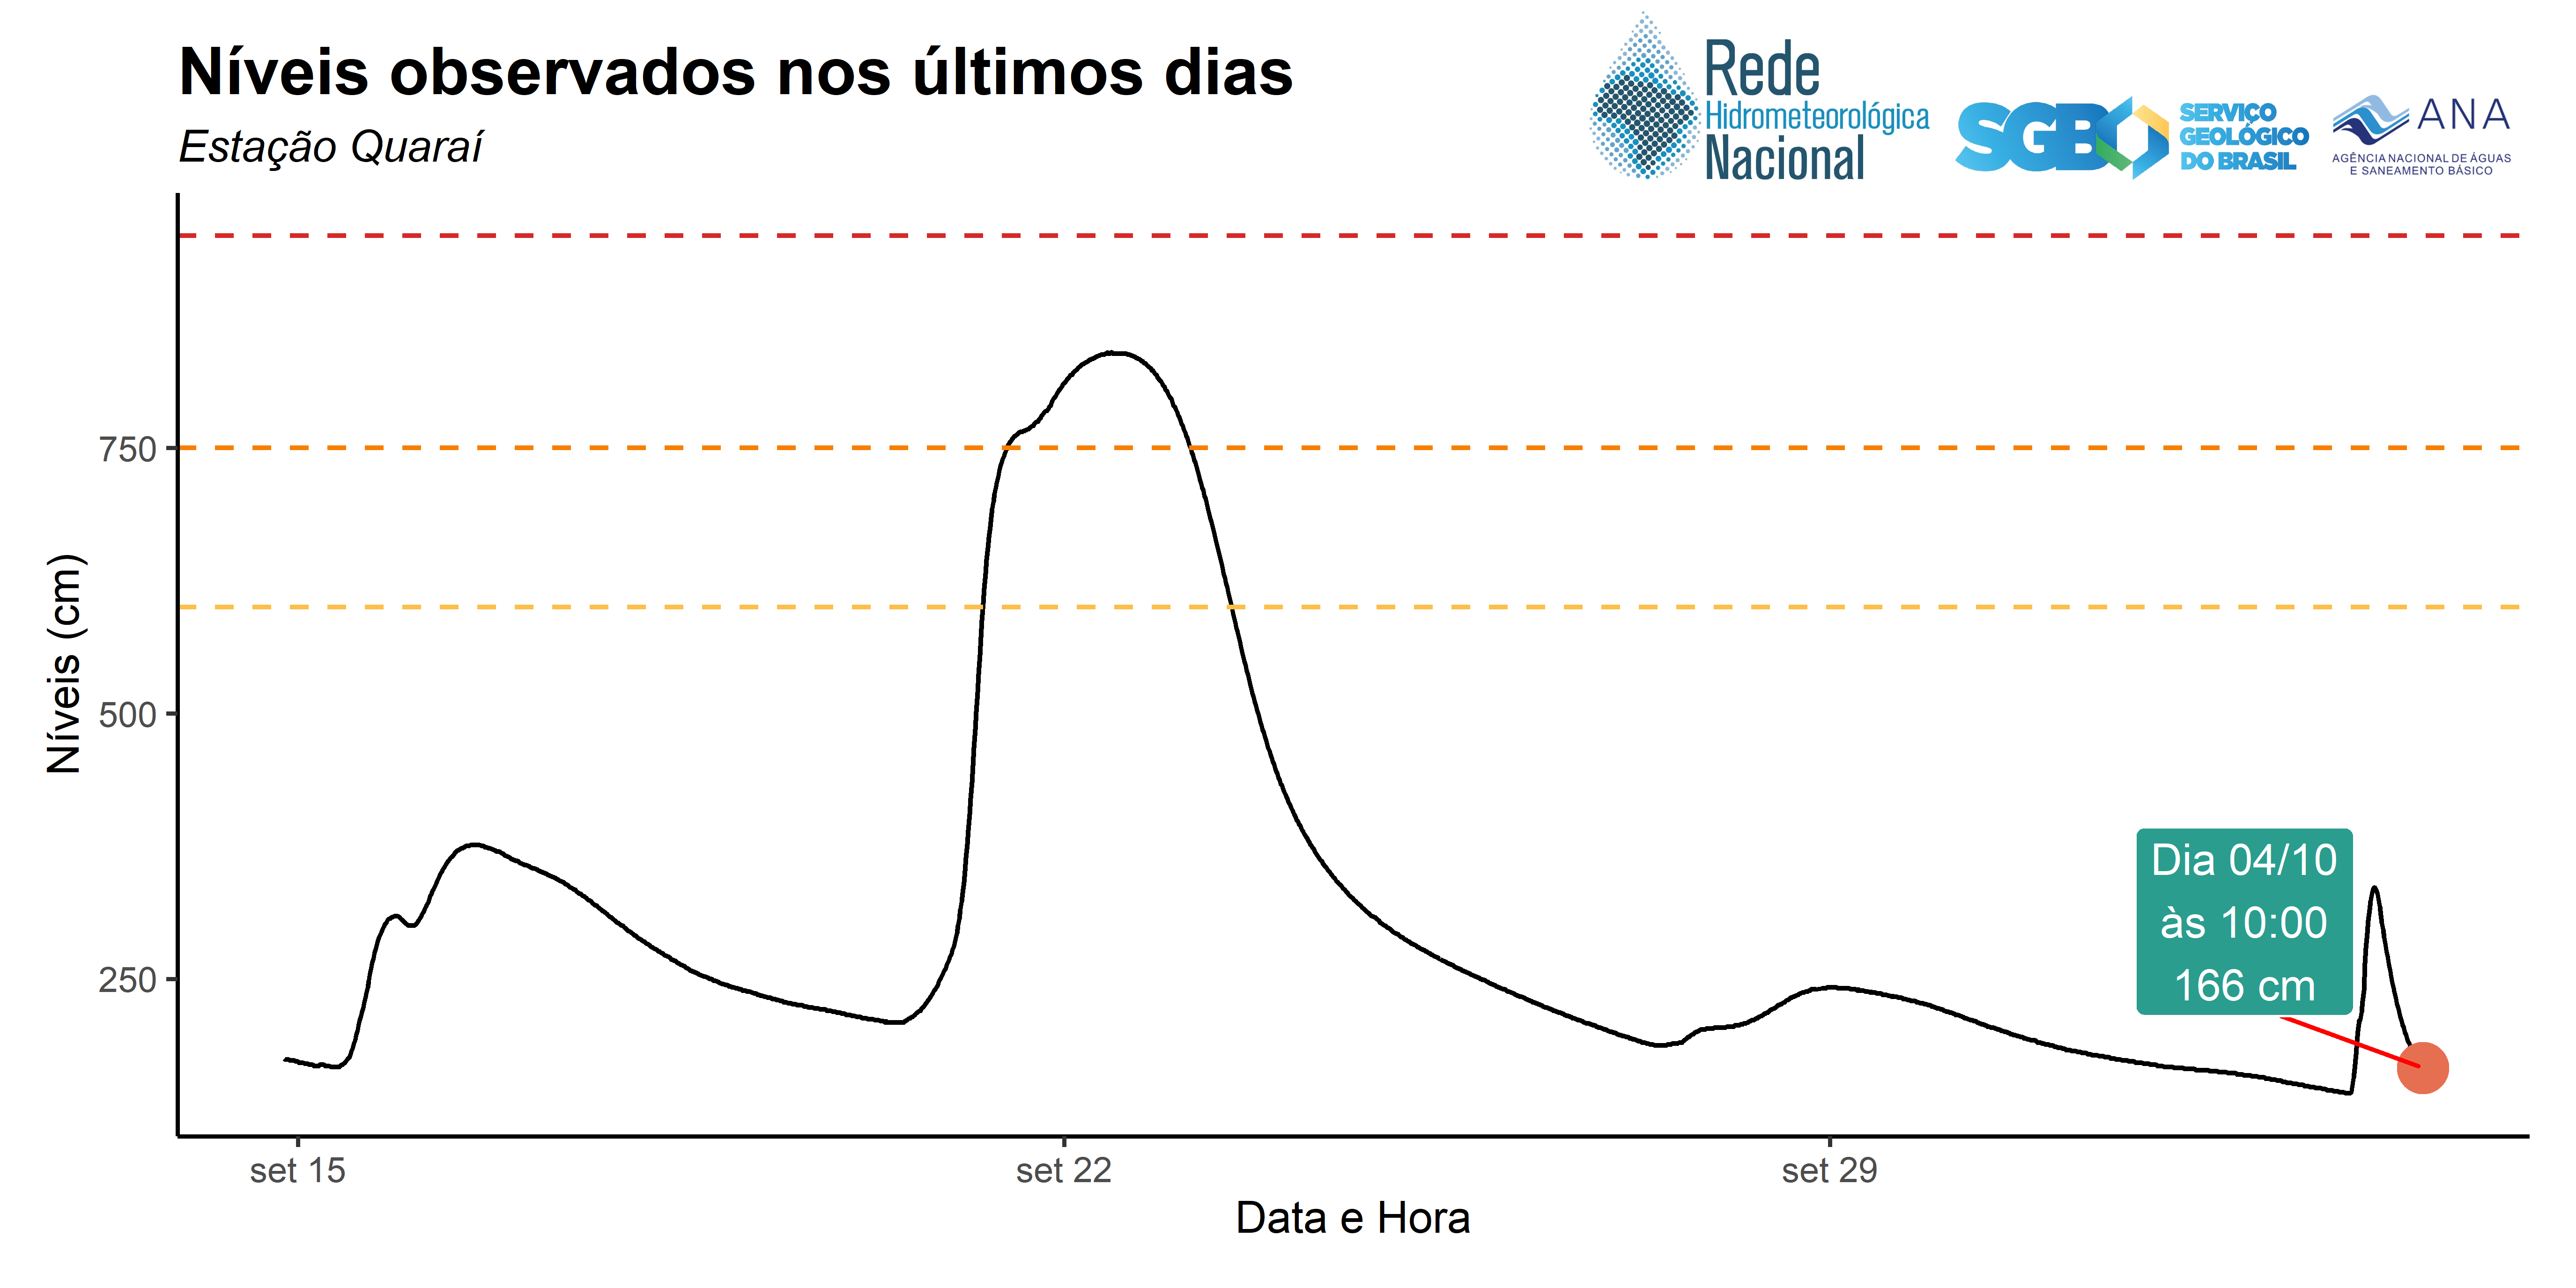 Níveis observados nos últimos dias
Estação Quaraí
Rede
Hidrometeorológica
Nacional
SGB
SERVIÇO
GEOLÓGICO
DO BRASIL
ANA
AGÊNCIA NACIONAL DE ÁGUAS
E SANEAMENTO BÁSICO
Níveis (cm)
750
500
250
Dia 04/10
às 10:00
166 cm
set 15
set 22
set 29
Data e Hora